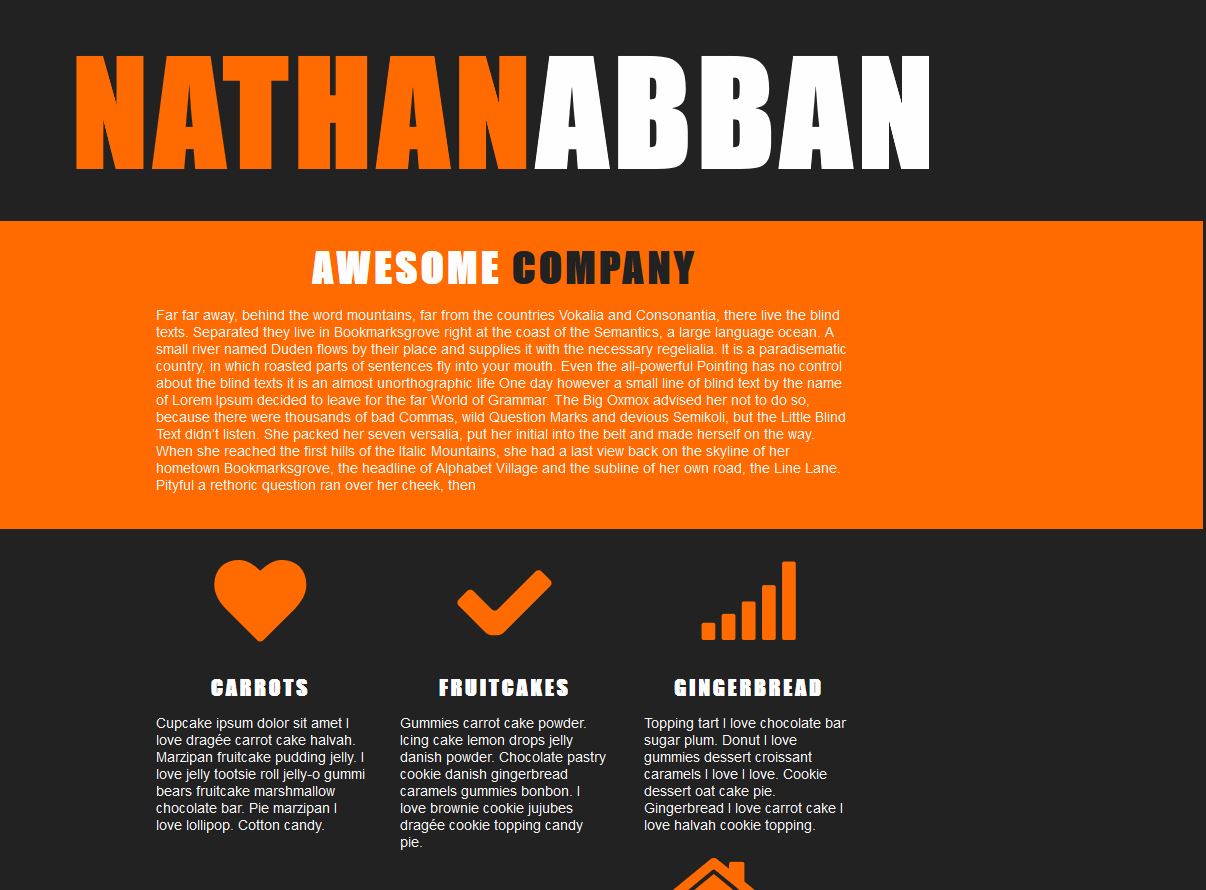 NATHANABBAN
AWESOME COMPANY
Far far away, behind the word mountains, far from the countries Vokalia and Consonantia, there live the blind
texts. Separated they live in Bookmarksgrove right at the coast of the Semantics, a large language ocean. A
small river named Duden flows by their place and supplies it with the necessary regelialia. It is a paradisematic
country, in which roasted parts of sentences fly into your mouth. Even the all-powerful Pointing has no control
about the blind texts it is an almost unorthographic life One day however a small line of blind text by the name
of Lorem Ipsum decided to leave for the far World of Grammar. The Big Oxmox advised her not to do so,
because there were thousands of bad Commas, wild Question Marks and devious Semikoli, but the Little Blind
Text didn't listen. She packed her seven versalia, put her initial into the belt and made herself on the way.
When she reached the first hills of the Italic Mountains, she had a last view back on the skyline of her
hometown Bookmarksgrove, the headline of Alphabet Village and the subline of her own road, the Line Lane.
Pityful a rethoric question ran over her cheek, then
CARROTS
Cupcake ipsum dolor sit amet I
love dragée carrot cake halvah.
Marzipan fruitcake pudding jelly. I
love jelly tootsie roll jelly-o gummi
bears fruitcake marshmallow
chocolate bar. Pie marzipan I
love lollipop. Cotton candy.
FRUITCAKES
Gummies carrot cake powder.
Icing cake lemon drops jelly
danish powder. Chocolate pastry
cookie danish gingerbread
caramels gummies bonbon. I
love brownie cookie jujubes
dragée cookie topping candy
pie.
GINGERBREAD
Topping tart I love chocolate bar
sugar plum. Donut I love
gummies dessert croissant
caramels I love I love. Cookie
dessert oat cake pie.
Gingerbread I love carrot cake I
love halvah cookie topping.